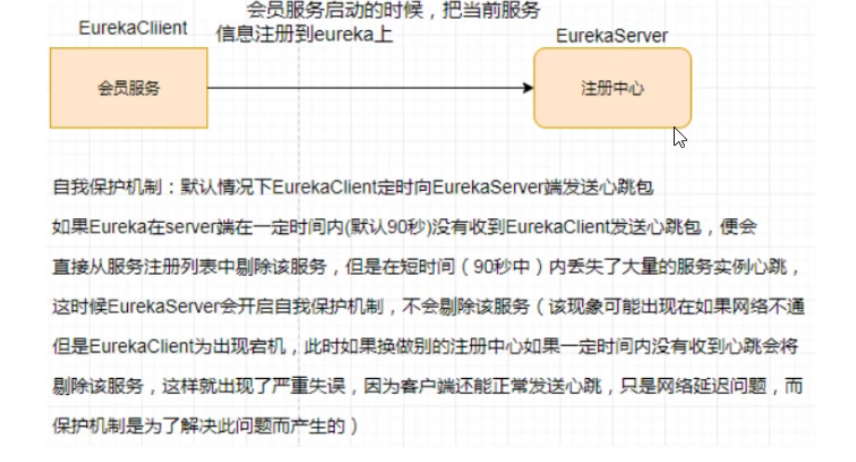 会员服务启动的时候，把当前服务
EurekaCliient
信息注册到eureka上
EurekaServer
会员服务
注册中心
自我保护机制：默认情况下EurekaClient定时向EurekaServer端发送心跳包
如果Eureka在server端在一定时间内(默认90秒)没有收到EurekaClient发送心跳包，便会
直接从服务注册列表中剔除该服务，但是在短时间（90秒中）内丢失了大量的服务实例心跳，
这时候EurekaServer会开启自我保护机制，不会剔除该服务（该现象可能出现在如果网络不通
但是EurekaClient为出现宕机，此时如果换做别的注册中心如果一定时间内没有收到心跳会将
剔除该服务，这样就出现了严重失误，因为客户端还能正常发送心跳，只是网络延迟问题，而
保护机制是为了解决此问题而产生的）